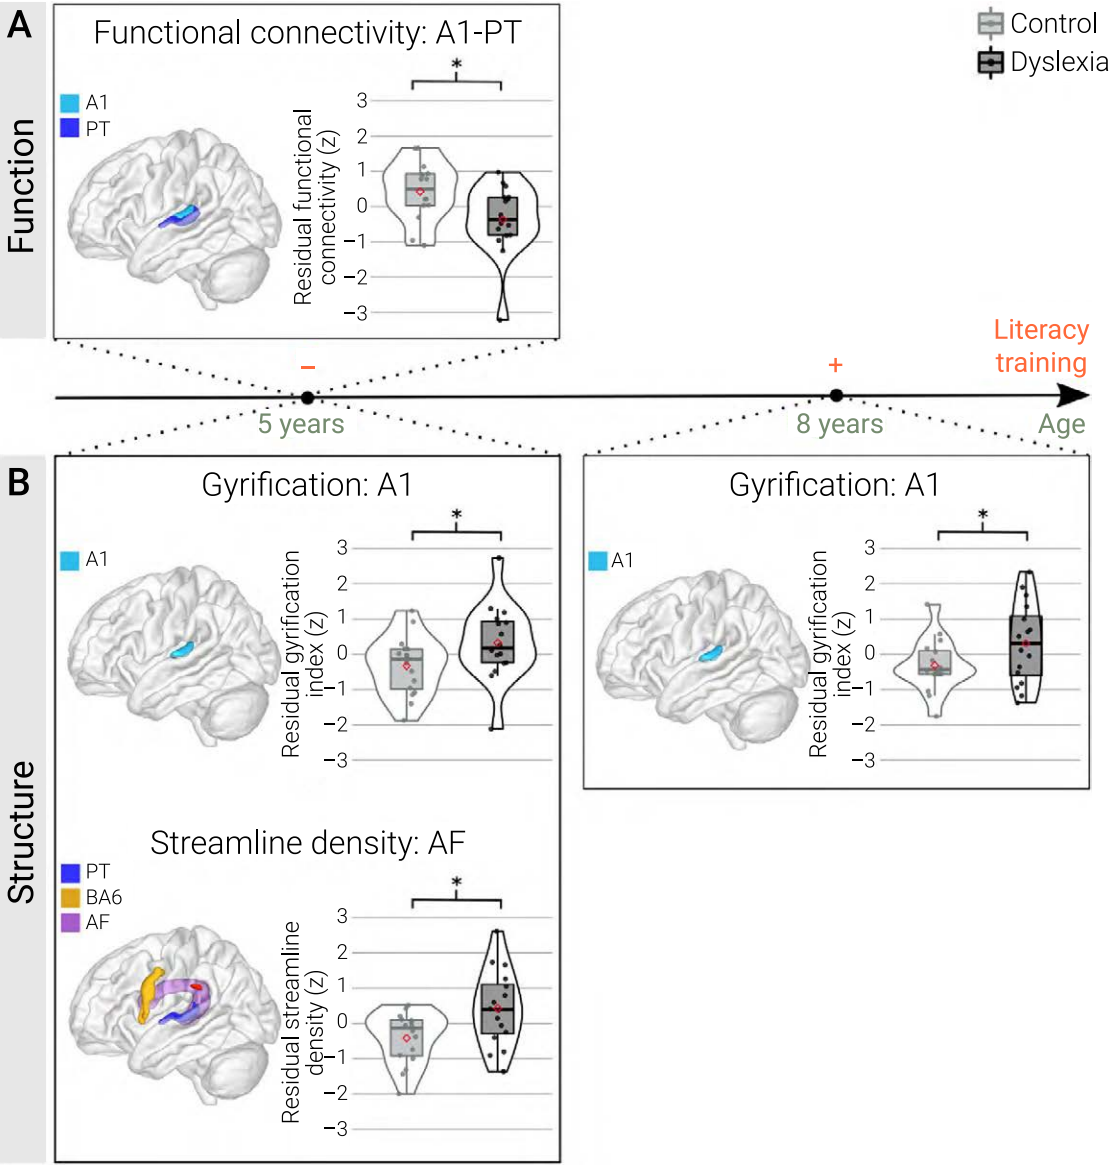 A
Function
Functional connectivity: A1-PT
Control
Dyslexia
A1
PT
*
Residual functional
connectivity (z)
3
2
1
0
−1
−2
−3
Literacy
training
−
+
5 years
8 years
Age
B
Structure
Gyrification: A1
A1
*
Residual gyrification
index (z)
3
2
1
0
−1
−2
−3
Gyrification: A1
A1
*
Residual gyrification
index (z)
3
2
1
0
−1
−2
−3
Streamline density: AF
PT
BA6
AF
*
Residual streamline
density (z)
3
2
1
0
−1
−2
−3